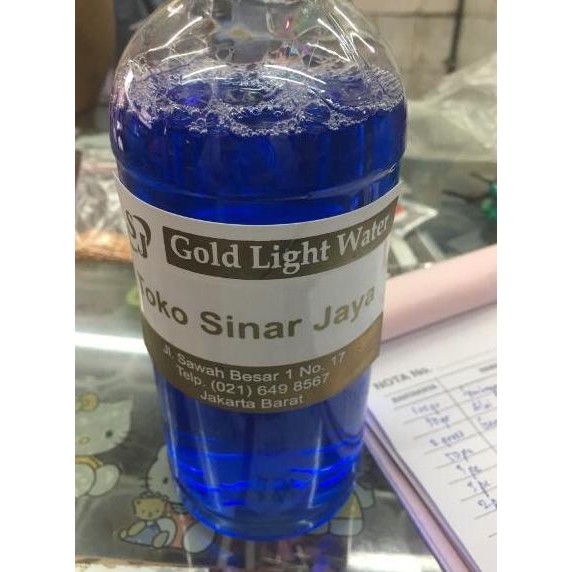 SJ
Gold Light Water
Toko Sinar Jaya
Jl. Sawah Besar 1 No. 17
Telp. (021) 649 8567
Jakarta Barat
NOTA No.